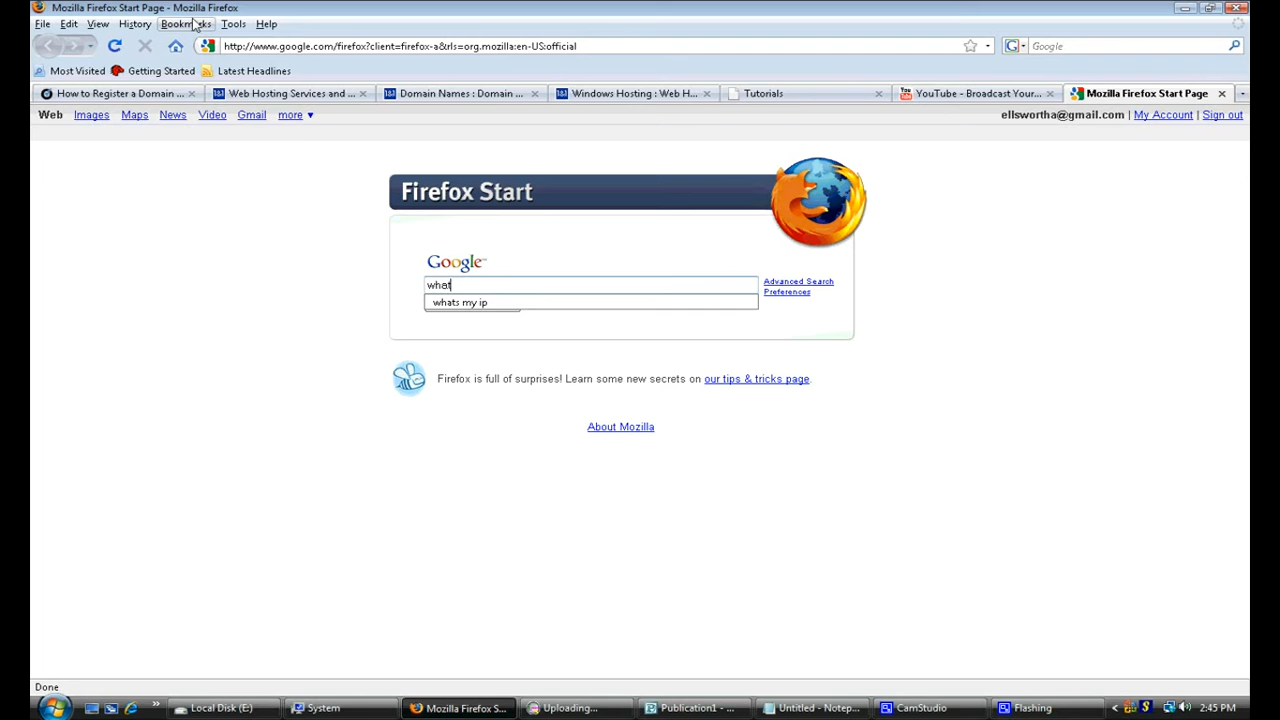 Mozilla Firefox Start Page - Mozilla Firefox
File Edit View History Bookmarks Tools Help
http://www.google.com/firefox?client=firefox-a&rls=org.mozilla:en-US:official Google
Most Visited Getting Started Latest Headlines
How to Register a Domain ... Web Hosting Services and ... Domain Names : Domain ... Windows Hosting : Web H... Tutorials YouTube - Broadcast Your... Mozilla Firefox Start Page
Web Images Maps News Video Gmail more ▼ ellswortha@gmail.com | My Account | Sign out
Firefox Start
Google™
what
Advanced Search
Preferences
whats my ip
Firefox is full of surprises! Learn some new secrets on our tips & tricks page.
About Mozilla
Done
Local Disk (E:) System Mozilla Firefox S... Uploading... Publication1 - ... Untitled - Notep... CamStudio Flashing 2:45 PM